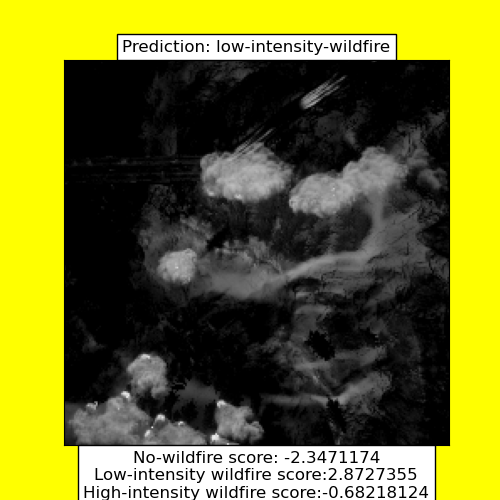 Prediction: low-intensity-wildfire
No-wildfire score: -2.3471174
Low-intensity wildfire score:2.8727355
High-intensity wildfire score:-0.68218124